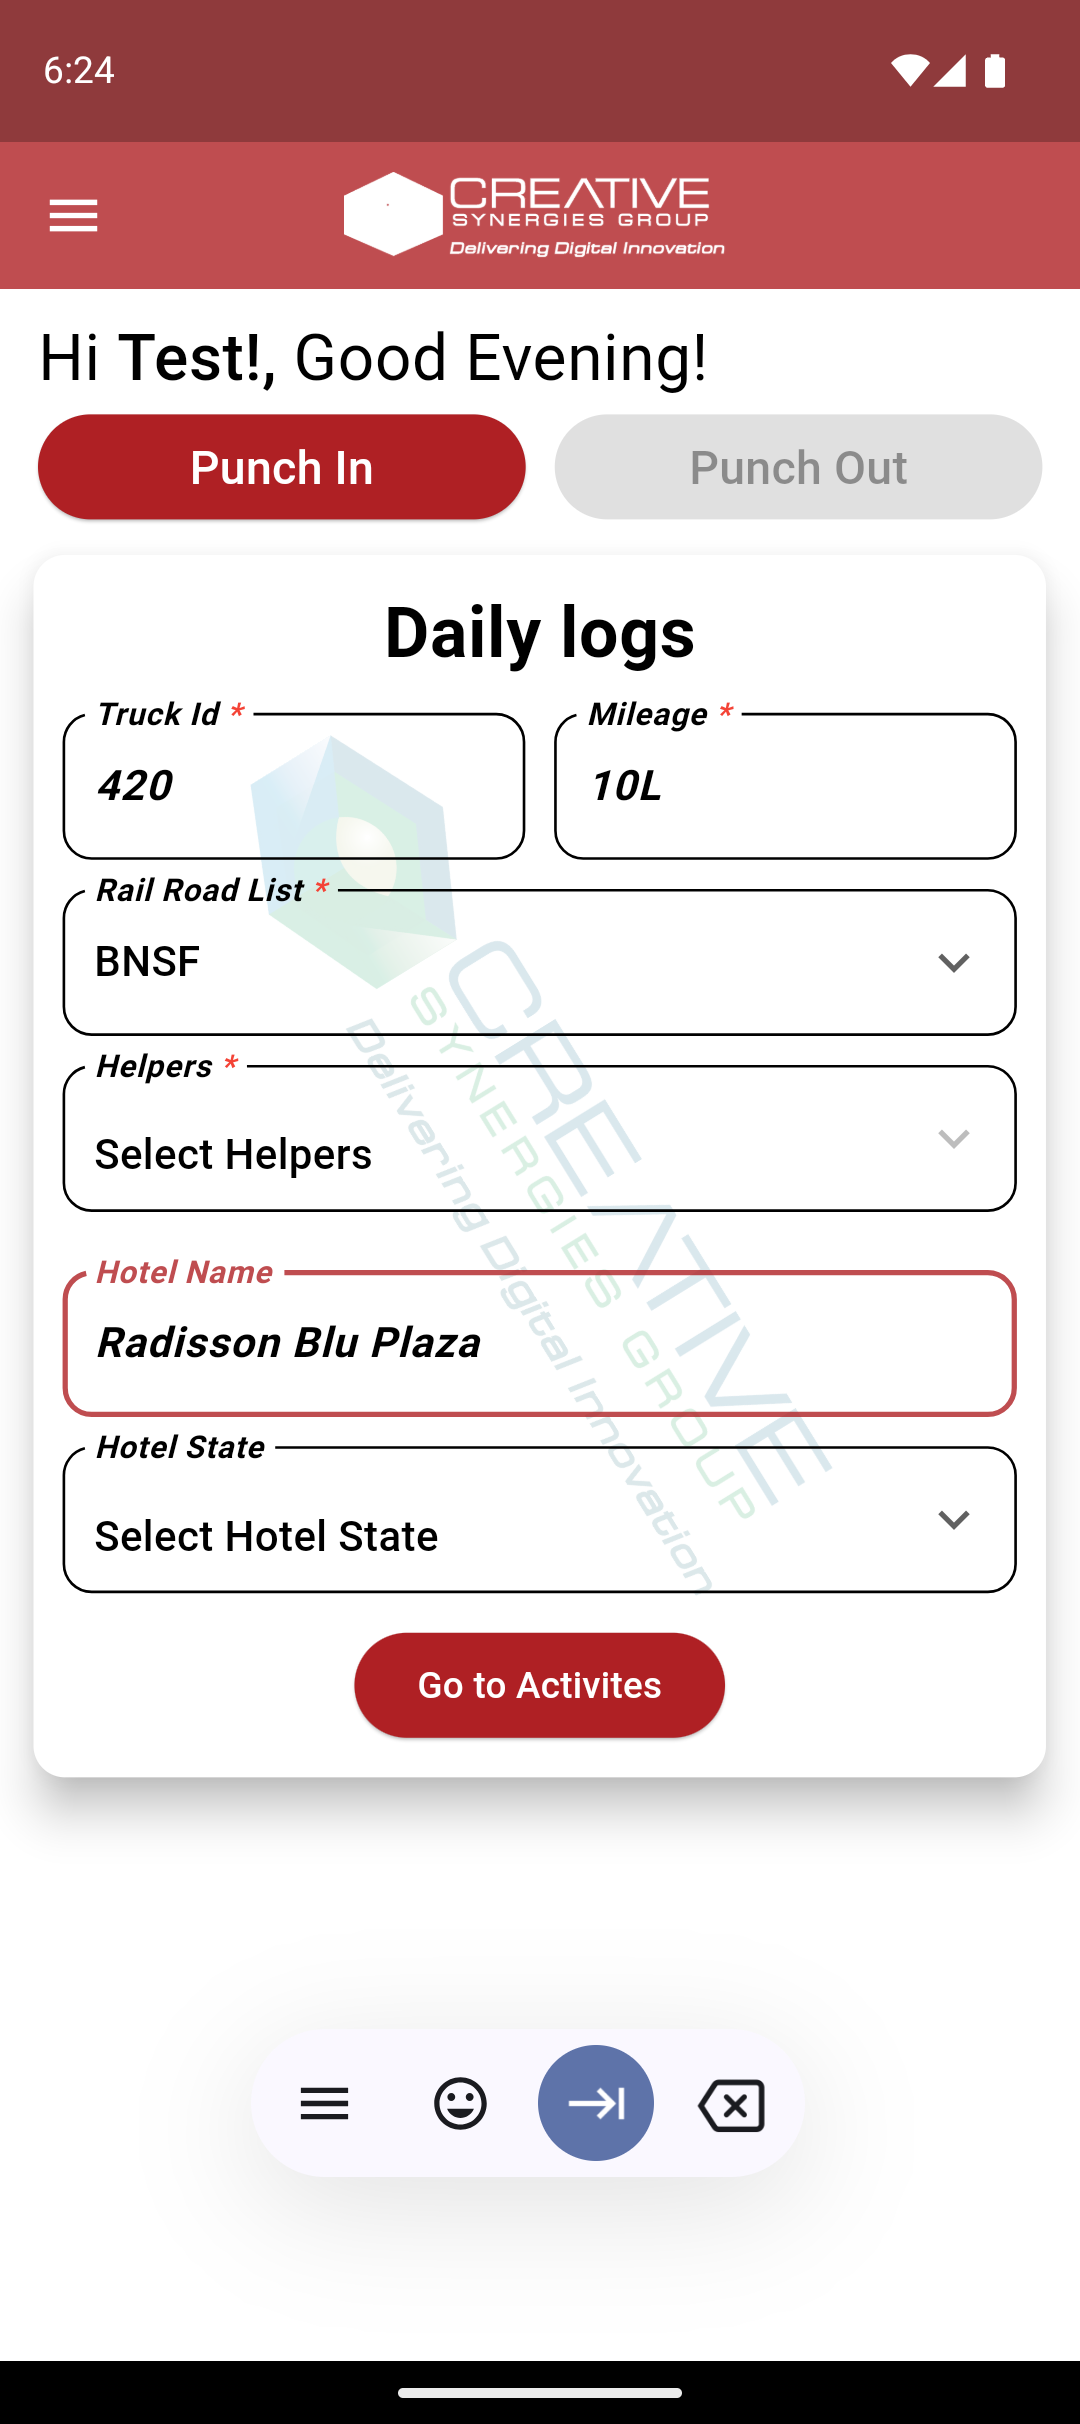 6:24
CREATIVE
SYNERGIES GROUP
Delivering Digital Innovation
Hi Test!, Good Evening!
Punch In
Punch Out
Daily logs
Truck Id *
Mileage *
420
10L
Rail Road List *
BNSF
Helpers *
Select Helpers
Hotel Name
Radisson Blu Plaza
Hotel State
Select Hotel State
CREATIVE
SYNERGIES GROUP
Delivering Digital Innovation
Go to Activites